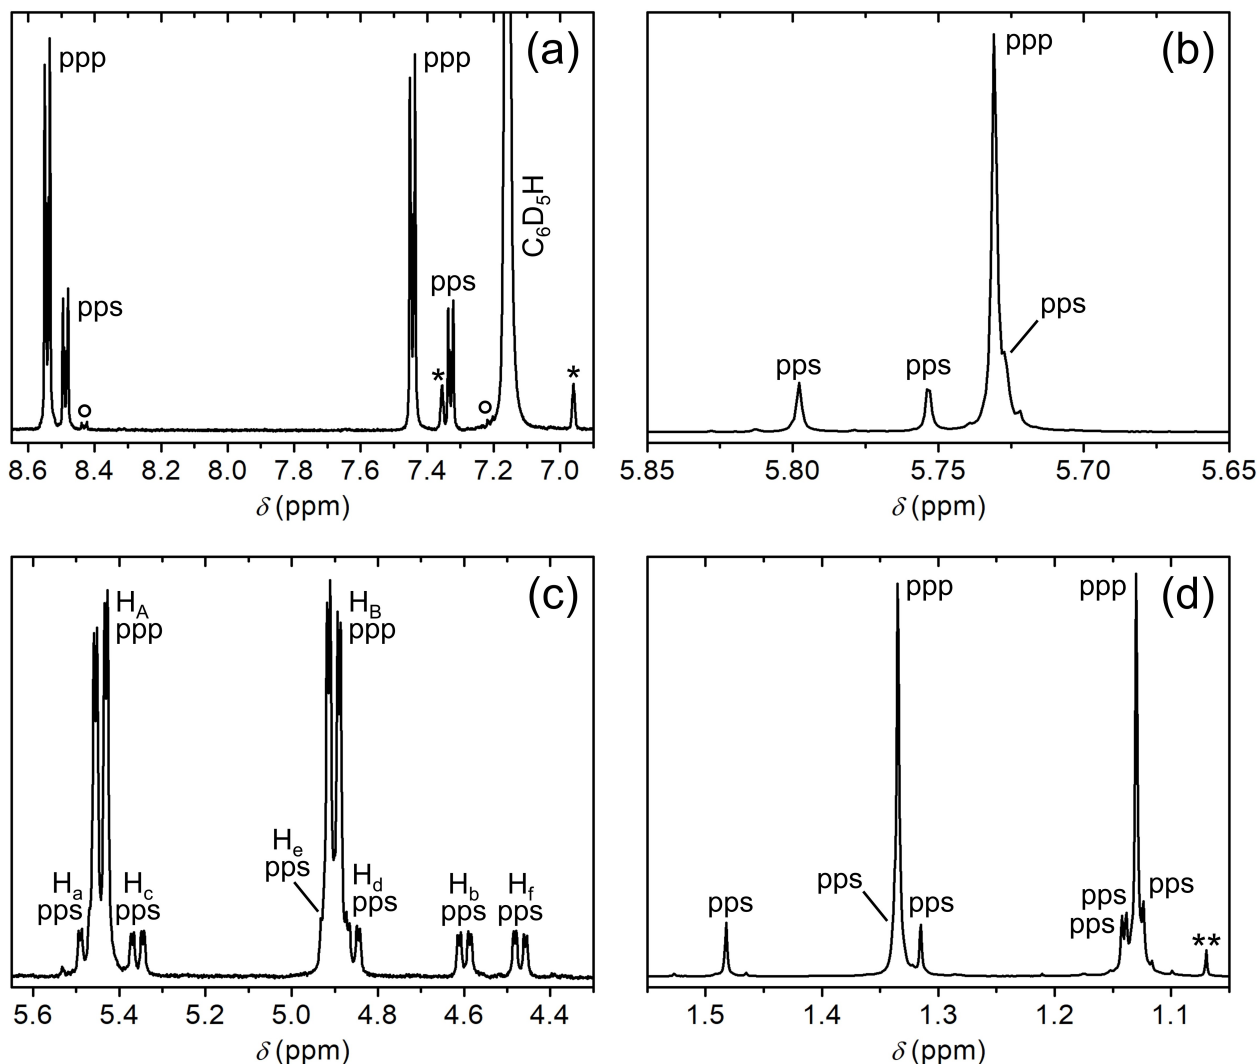 (a)
ppp
ppp
C6D5H
pps
pps
*
*
o
o
8.6 8.4 8.2 8.0 7.8 7.6 7.4 7.2 7.0
δ (ppm)
(b)
ppp
pps
pps
pps
5.85 5.80 5.75 5.70 5.65
δ (ppm)
(c)
HA
ppp
HB
ppp
He
pps
Ha
pps
Hc
pps
Hd
pps
Hb
pps
Hf
pps
5.6 5.4 5.2 5.0 4.8 4.6 4.4
δ (ppm)
(d)
ppp
ppp
pps
pps
pps
pps
pps
pps
**
1.5 1.4 1.3 1.2 1.1
δ (ppm)